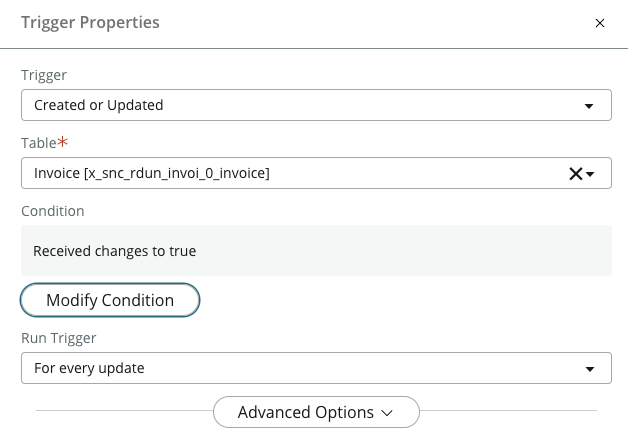 Trigger Properties
Trigger
Created or Updated
Table*
Invoice [x_snc_rdun_invoi_0_invoice]
Condition
Received changes to true
Modify Condition
Run Trigger
For every update
Advanced Options